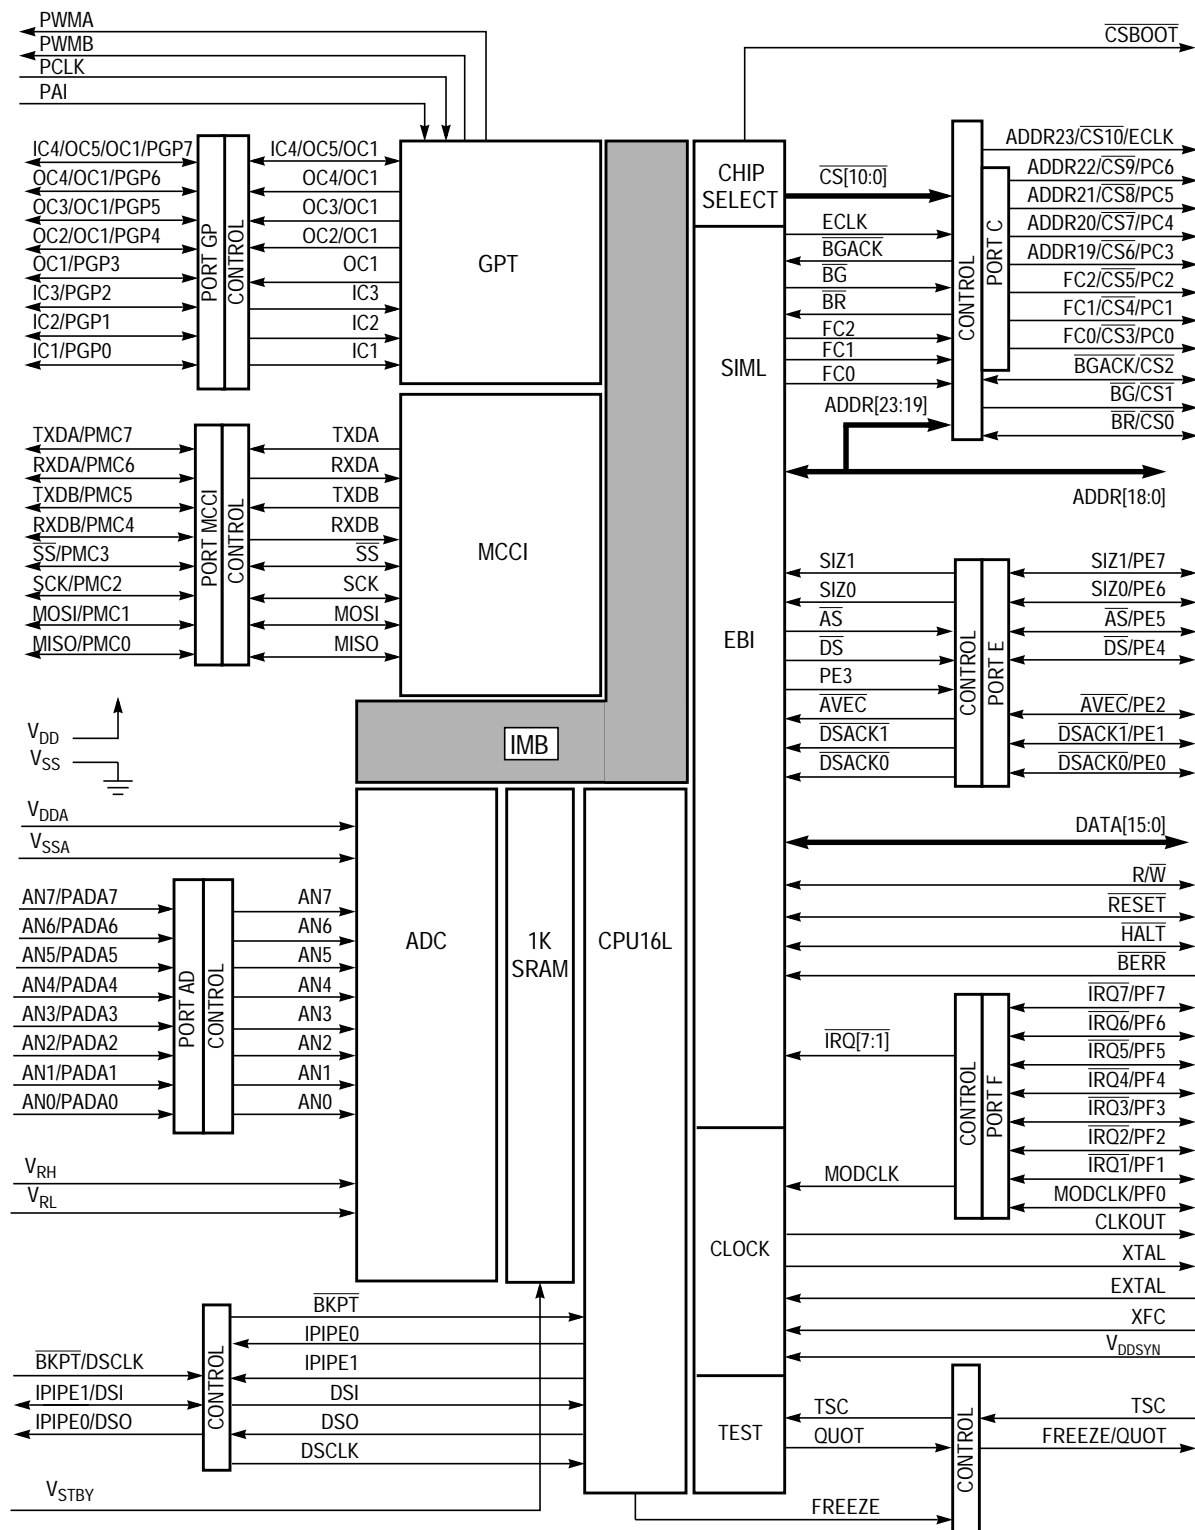 PWMA
PWMB
PCLK
PAI
CSBOOT
IC4/OC5/OC1/PGP7
OC4/OC1/PGP6
OC3/OC1/PGP5
OC2/OC1/PGP4
OC1/PGP3
IC3/PGP2
IC2/PGP1
IC1/PGP0
PORT GP
CONTROL
IC4/OC5/OC1
OC4/OC1
OC3/OC1
OC2/OC1
OC1
IC3
IC2
IC1
GPT
TXDA/PMC7
RXDA/PMC6
TXDB/PMC5
RXDB/PMC4
SS/PMC3
SCK/PMC2
MOSI/PMC1
MISO/PMC0
PORT MCCI
CONTROL
TXDA
RXDA
TXDB
RXDB
SS
SCK
MOSI
MISO
MCCI
IMB
VDD
VSS
VDDA
VSSA
AN7/PADA7
AN6/PADA6
AN5/PADA5
AN4/PADA4
AN3/PADA3
AN2/PADA2
AN1/PADA1
AN0/PADA0
PORT AD
CONTROL
AN7
AN6
AN5
AN4
AN3
AN2
AN1
AN0
VRH
VRL
ADC
1K
SRAM
CPU16L
BKPT/DSCLK
IPIPE1/DSI
IPIPE0/DSO
CONTROL
BKPT
IPIPE0
IPIPE1
DSI
DSO
DSCLK
VSTBY
CHIP
SELECT
SIML
EBI
CLOCK
TEST
CS[10:0]
ECLK
BGACK
BG
BR
FC2
FC1
FC0
ADDR[23:19]
CONTROL
PORT C
ADDR23/CS10/ECLK
ADDR22/CS9/PC6
ADDR21/CS8/PC5
ADDR20/CS7/PC4
ADDR19/CS6/PC3
FC2/CS5/PC2
FC1/CS4/PC1
FC0/CS3/PC0
BGACK/CS2
BG/CS1
BR/CS0
ADDR[18:0]
SIZ1
SIZ0
AS
DS
PE3
AVEC
DSACK1
DSACK0
CONTROL
PORT E
SIZ1/PE7
SIZ0/PE6
AS/PE5
DS/PE4
AVEC/PE2
DSACK1/PE1
DSACK0/PE0
DATA[15:0]
R/W
RESET
HALT
BERR
IRQ[7:1]
MODCLK
CONTROL
PORT F
IRQ7/PF7
IRQ6/PF6
IRQ5/PF5
IRQ4/PF4
IRQ3/PF3
IRQ2/PF2
IRQ1/PF1
MODCLK/PF0
CLKOUT
XTAL
EXTAL
XFC
VDDSYN
TSC
QUOT
FREEZE
CONTROL
TSC
FREEZE/QUOT